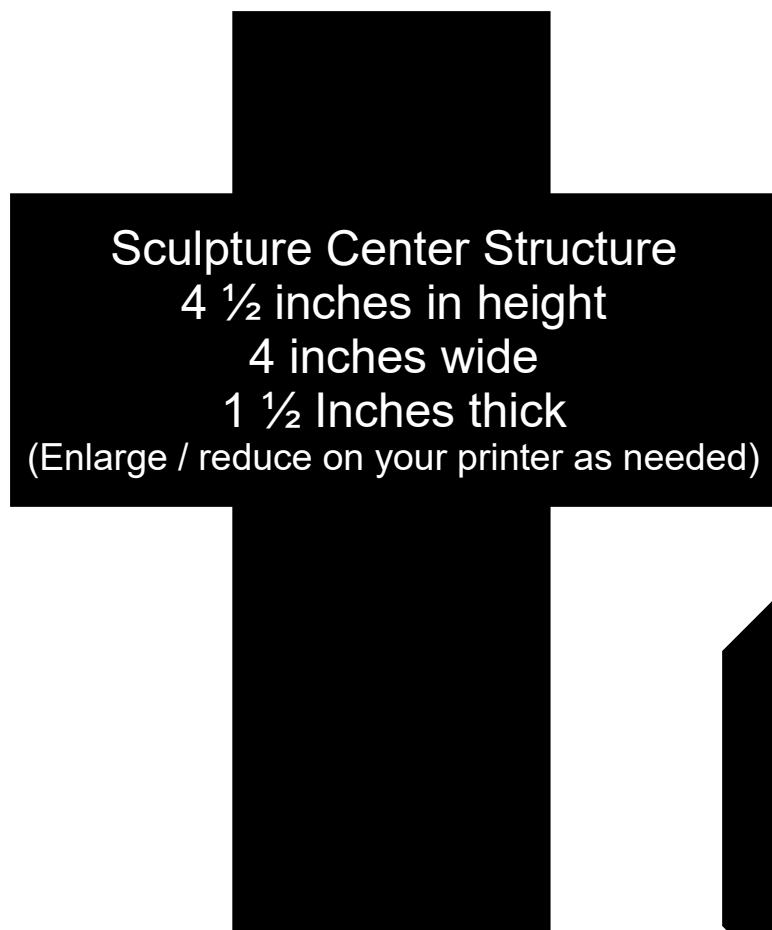 Sculpture Center Structure
4 ½ inches in height
4 inches wide
1 ½ Inches thick
(Enlarge / reduce on your printer as needed)